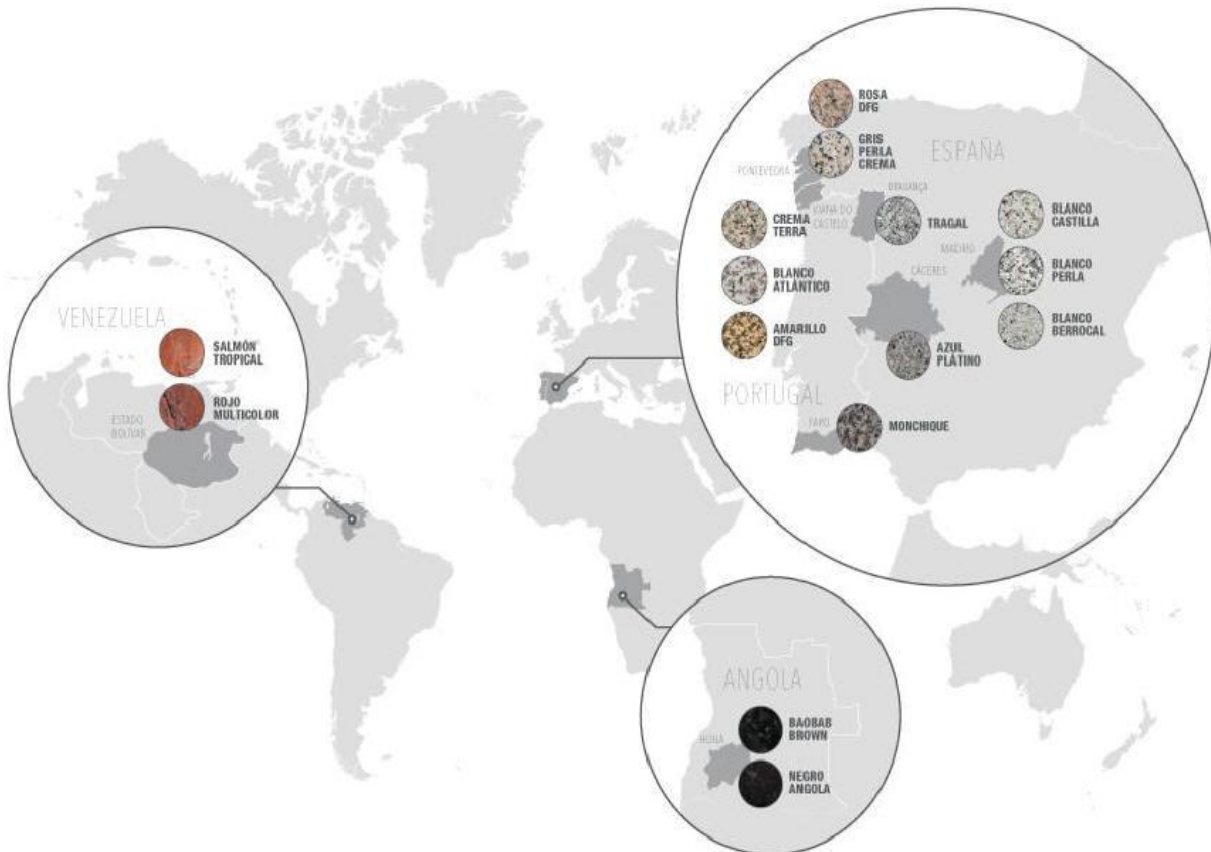 VENEZUELA
SALMÓN
TROPICAL
ROJO
MULTICOLOR
ESTADO
BOLÍVAR
ROSA
DFG
GRIS
PERLA
CREMA
ESPAÑA
PONTEVEDRA
BRAGANÇA
VIANA DO
CASTELO
CREMA
TERRA
TRAGAL
BLANCO
CASTILLA
MADRID
BLANCO
ATLÁNTICO
CÁCERES
BLANCO
PERLA
AMARILLO
DFG
BLANCO
BERROCAL
AZUL
PLATINO
PORTUGAL
FARO
MONCHIQUE
ANGOLA
BAOBAB
BROWN
HUILA
NEGRO
ANGOLA